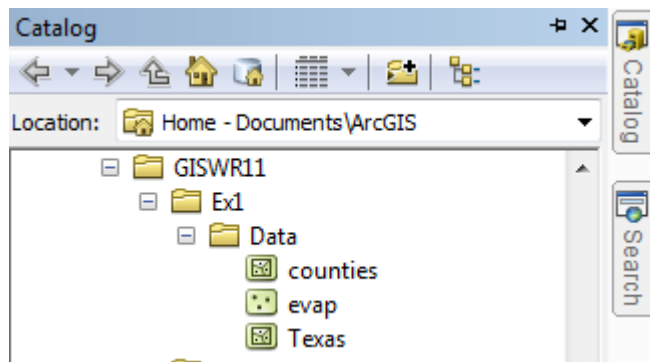 Catalog
Location: Home - Documents\ArcGIS
GISWR11
Ex1
Data
counties
evap
Texas
Catalog
Search